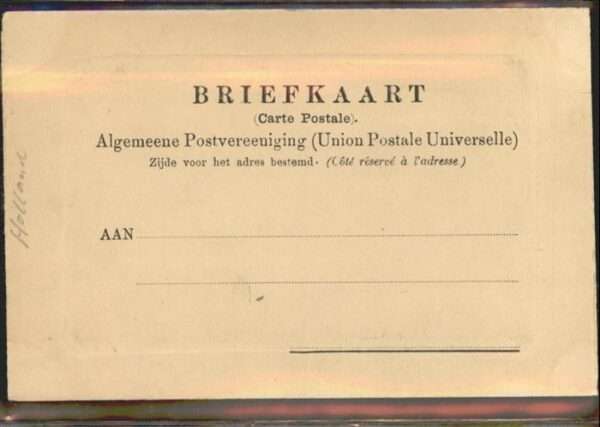 BRIEFKAART
(Carte Postale).
Algemeene Postvereeniging (Union Postale Universelle)
Zijde voor het adres bestemd. (Côté réservé à l'adresse)
AAN
Holland